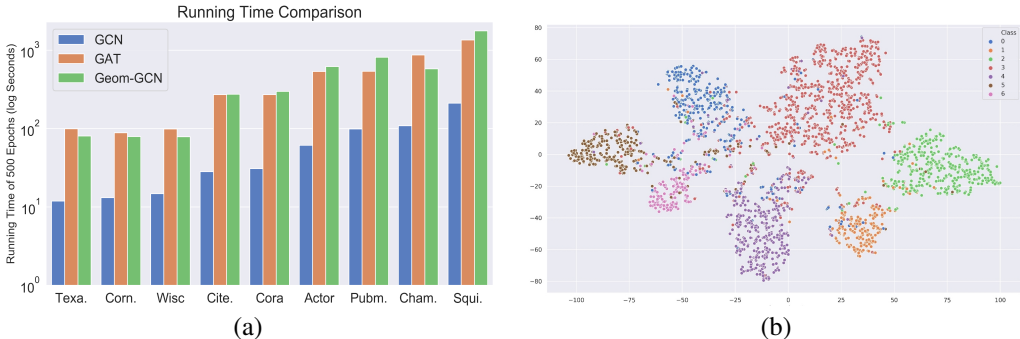 Running Time Comparison
Running Time of 500 Epochs (log Seconds)
10^3
10^2
10^1
10^0
GCN
GAT
Geom-GCN
Texa. Corn. Wisc Cite. Cora Actor Pubm. Cham. Squi.
(a)
80
60
40
20
0
−20
−40
−60
−80
−100 −75 −50 −25 0 25 50 75 100
Class
0
1
2
3
4
5
6
(b)